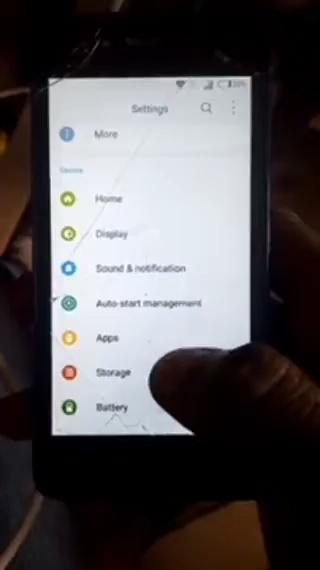 Settings
More
Device
Home
Display
Sound & notification
Auto-start management
Apps
Storage
Battery